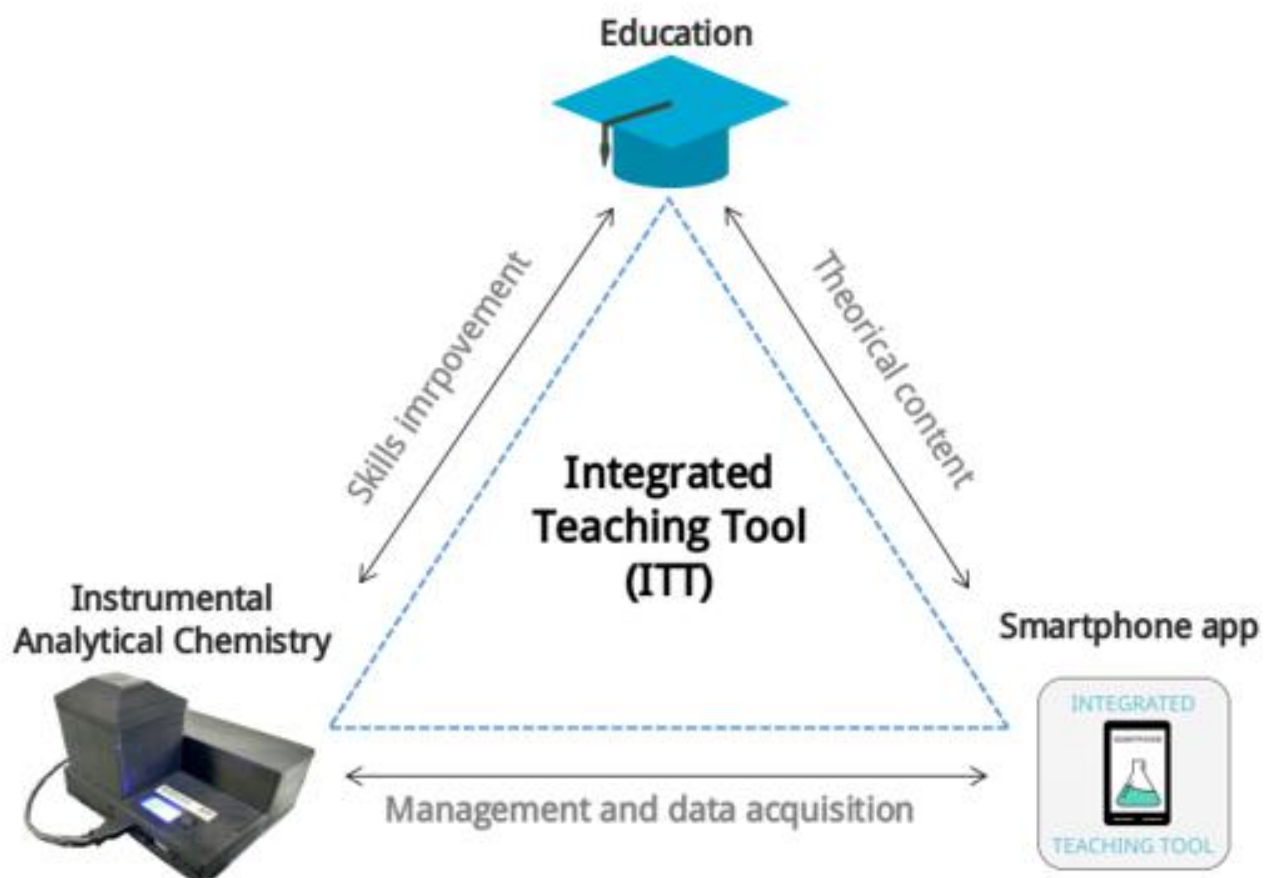 Education
Skills imrpovement
Theorical content
Integrated
Teaching Tool
(ITT)
Instrumental
Analytical Chemistry
Smartphone app
INTEGRATED
TEACHING TOOL
Management and data acquisition